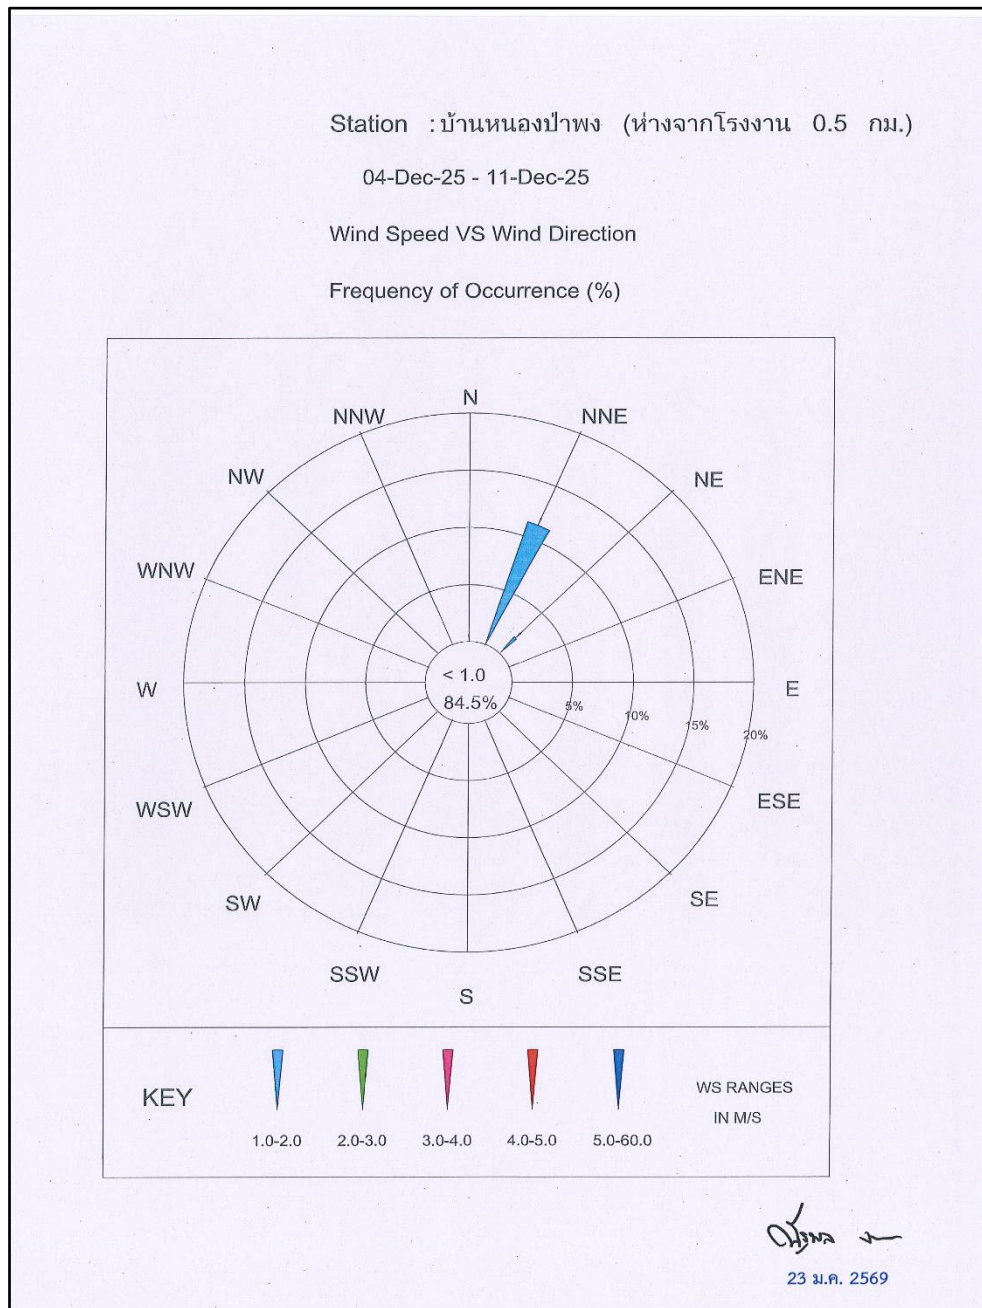 Station : บ้านหนองป่าพง (ห่างจากโรงงาน 0.5 กม.)
04-Dec-25 - 11-Dec-25
Wind Speed VS Wind Direction
Frequency of Occurrence (%)
N
NNW
NNE
NW
NE
WNW
ENE
< 1.0
W
E
84.5%
5%
10%
15%
20%
WSW
ESE
SW
SE
SSW
SSE
S
KEY
WS RANGES
IN M/S
1.0-2.0 2.0-3.0 3.0-4.0 4.0-5.0 5.0-60.0
23 ม.ค. 2569